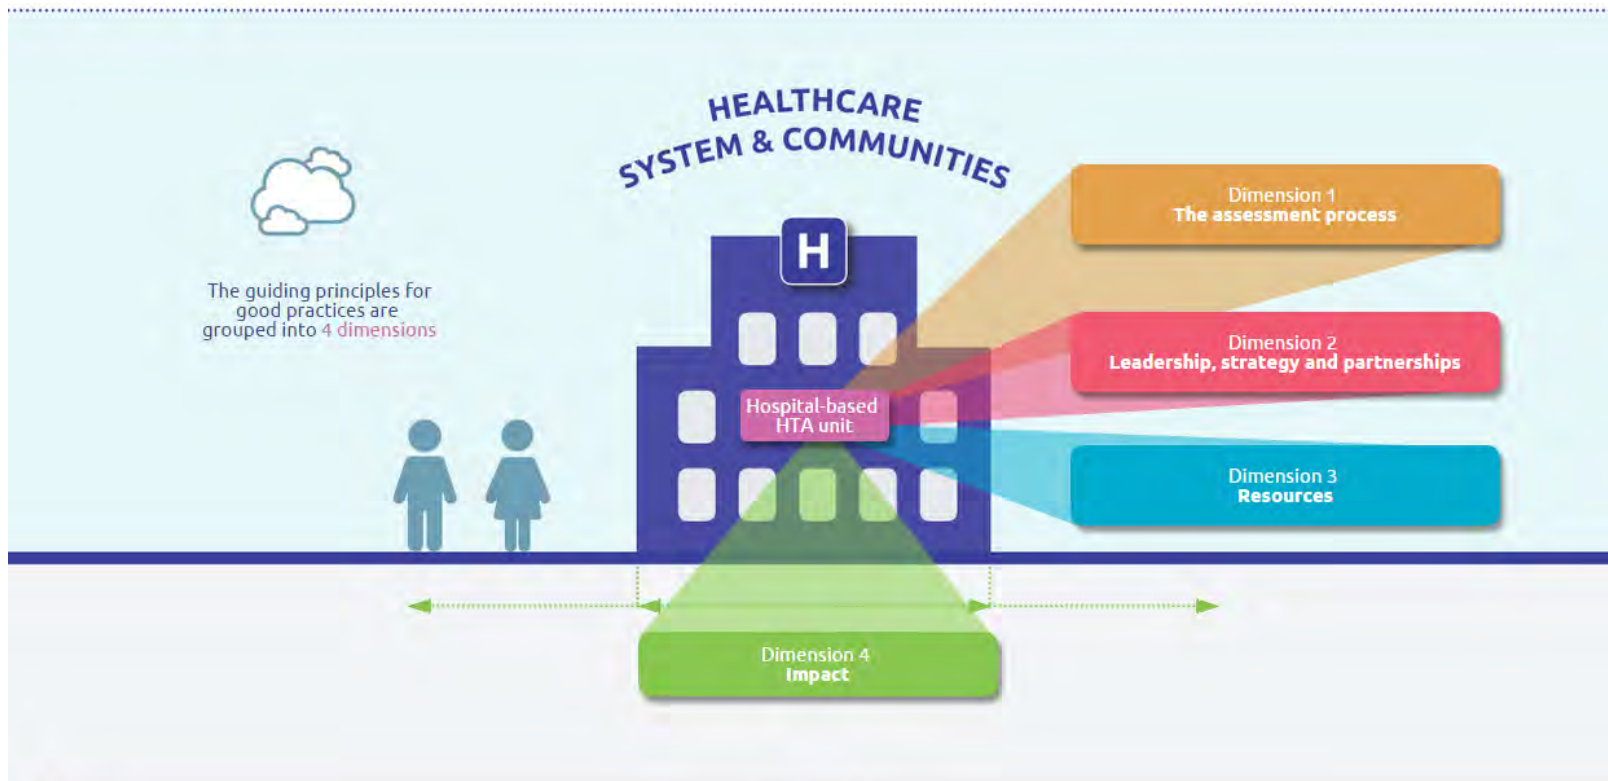 HEALTHCARE
SYSTEM & COMMUNITIES
H
The guiding principles for
good practices are
grouped into 4 dimensions
Hospital-based
HTA unit
Dimension 1
The assessment process
Dimension 2
Leadership, strategy and partnerships
Dimension 3
Resources
Dimension 4
Impact